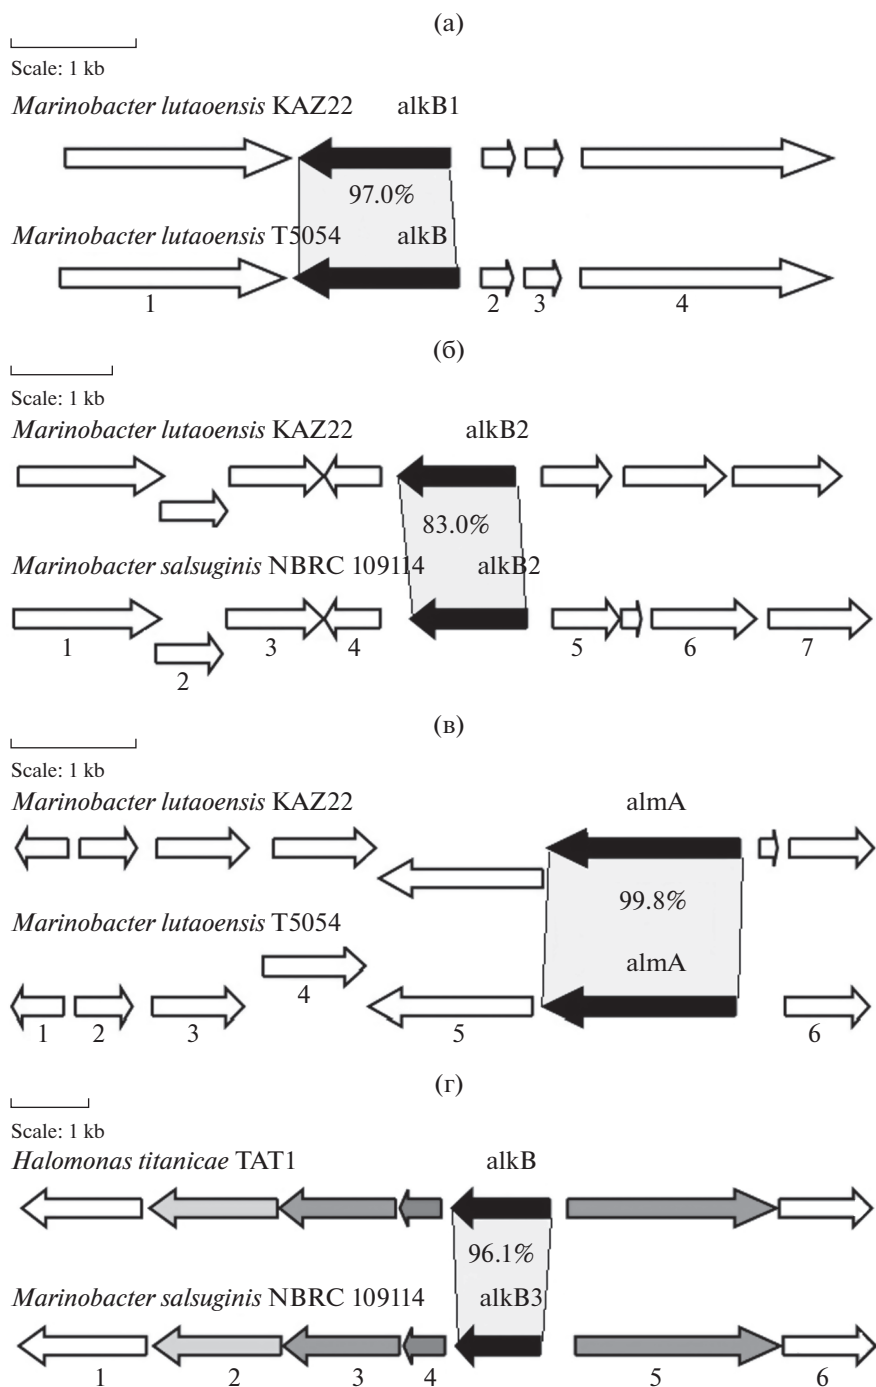 (а)
Scale: 1 kb
Marinobacter lutaoensis KAZ22 alkB1
97.0%
Marinobacter lutaoensis T5054 alkB
1 2 3 4
(б)
Scale: 1 kb
Marinobacter lutaoensis KAZ22 alkB2
83.0%
Marinobacter salsuginis NBRC 109114 alkB2
1 2 3 4 5 6 7
(в)
Scale: 1 kb
Marinobacter lutaoensis KAZ22 almA
99.8%
Marinobacter lutaoensis T5054
almA
1 2 3 4 5 6
(г)
Scale: 1 kb
Halomonas titanicae TAT1 alkB
96.1%
Marinobacter salsuginis NBRC 109114 alkB3
1 2 3 4 5 6